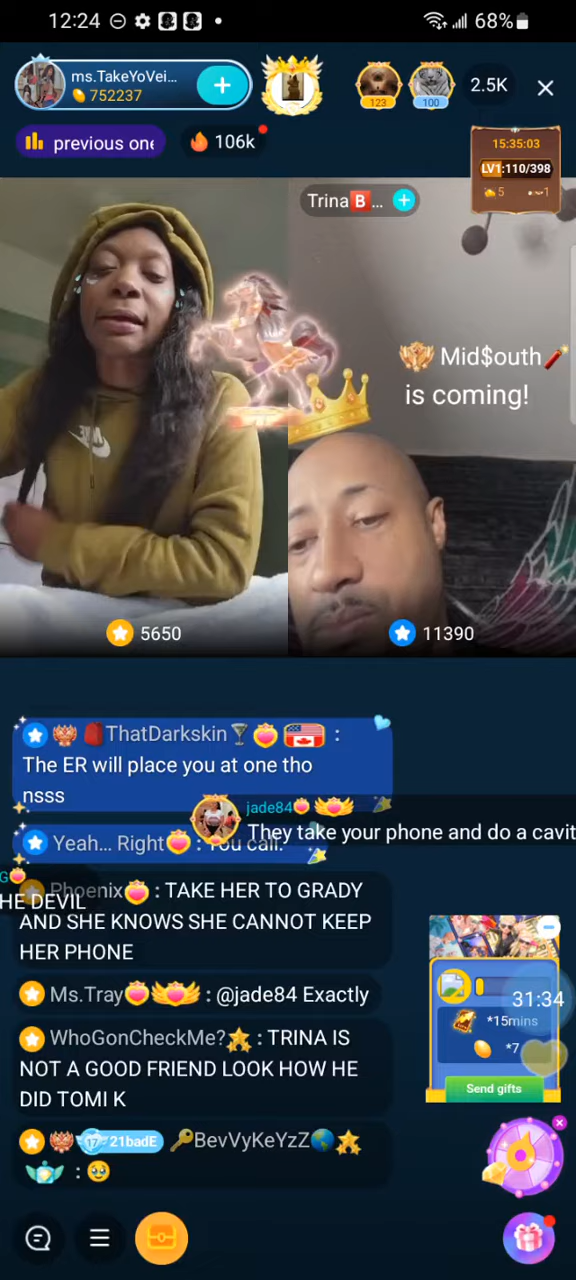 12:24
68%
ms.TakeYoVei...
752237
123
100
2.5K
previous one
106k
15:35:03
LV1:110/398
5
1
Trina B ...
Mid$outh
is coming!
5650
11390
ThatDarkskin :
The ER will place you at one tho
nsss
jade84
They take your phone and do a cavit
Yeah... Right : You call.
HE DEVIL
Phoenix : TAKE HER TO GRADY
AND SHE KNOWS SHE CANNOT KEEP
HER PHONE
Ms.Tray : @jade84 Exactly
WhoGonCheckMe? : TRINA IS
NOT A GOOD FRIEND LOOK HOW HE
DID TOMI K
17 21badE BevVyKeYzZ
:
31:34
*15mins
*7
Send gifts